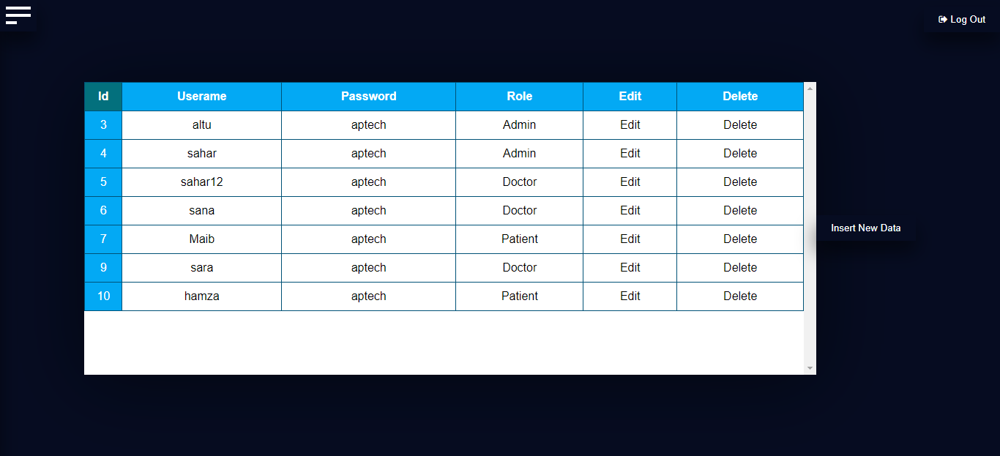 Log Out
Id Userame Password Role Edit Delete
3 altu aptech Admin Edit Delete
4 sahar aptech Admin Edit Delete
5 sahar12 aptech Doctor Edit Delete
6 sana aptech Doctor Edit Delete
7 Maib aptech Patient Edit Delete
9 sara aptech Doctor Edit Delete
10 hamza aptech Patient Edit Delete
Insert New Data